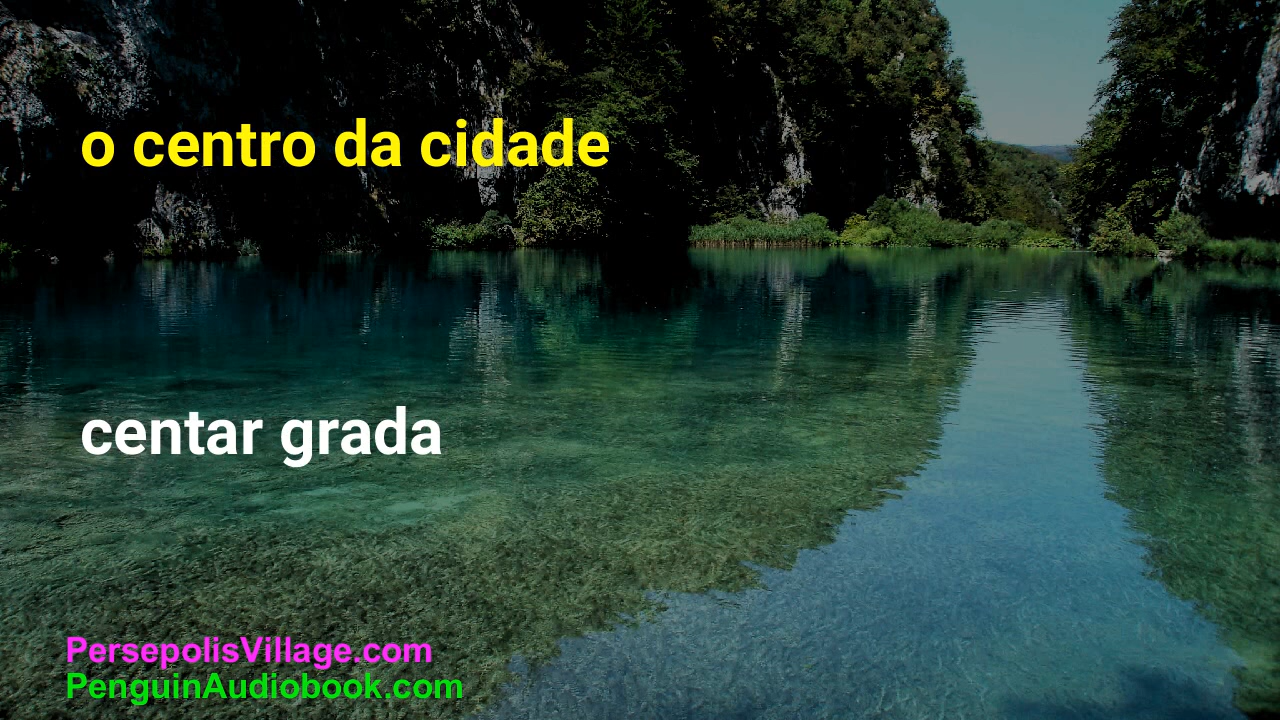 o centro da cidade
centar grada
PersepolisVillage.com
PenguinAudiobook.com